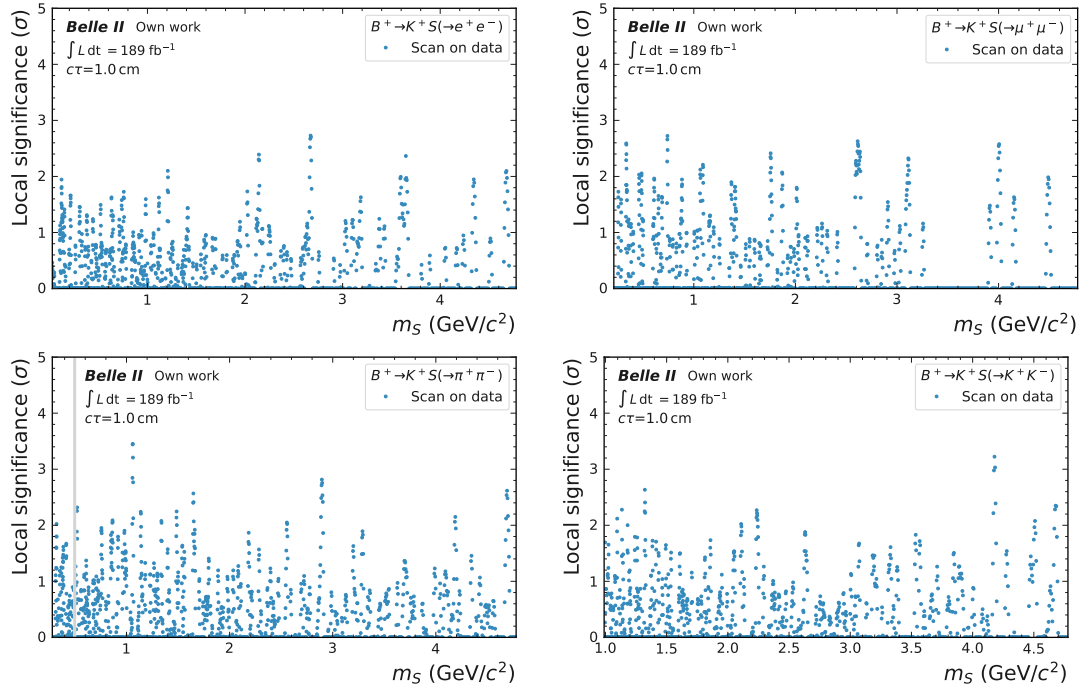 Belle II Own work
∫ L dt = 189 fb⁻¹
cτ=1.0 cm
B⁺→K⁺S(→e⁺e⁻)
Scan on data
Local significance (σ)
5
4
3
2
1
0
1 2 3 4
m_S (GeV/c²)
Belle II Own work
∫ L dt = 189 fb⁻¹
cτ=1.0 cm
B⁺→K⁺S(→μ⁺μ⁻)
Scan on data
Local significance (σ)
5
4
3
2
1
0
1 2 3 4
m_S (GeV/c²)
Belle II Own work
∫ L dt = 189 fb⁻¹
cτ=1.0 cm
B⁺→K⁺S(→π⁺π⁻)
Scan on data
Local significance (σ)
5
4
3
2
1
0
1 2 3 4
m_S (GeV/c²)
Belle II Own work
∫ L dt = 189 fb⁻¹
cτ=1.0 cm
B⁺→K⁺S(→K⁺K⁻)
Scan on data
Local significance (σ)
5
4
3
2
1
0
1.0 1.5 2.0 2.5 3.0 3.5 4.0 4.5
m_S (GeV/c²)